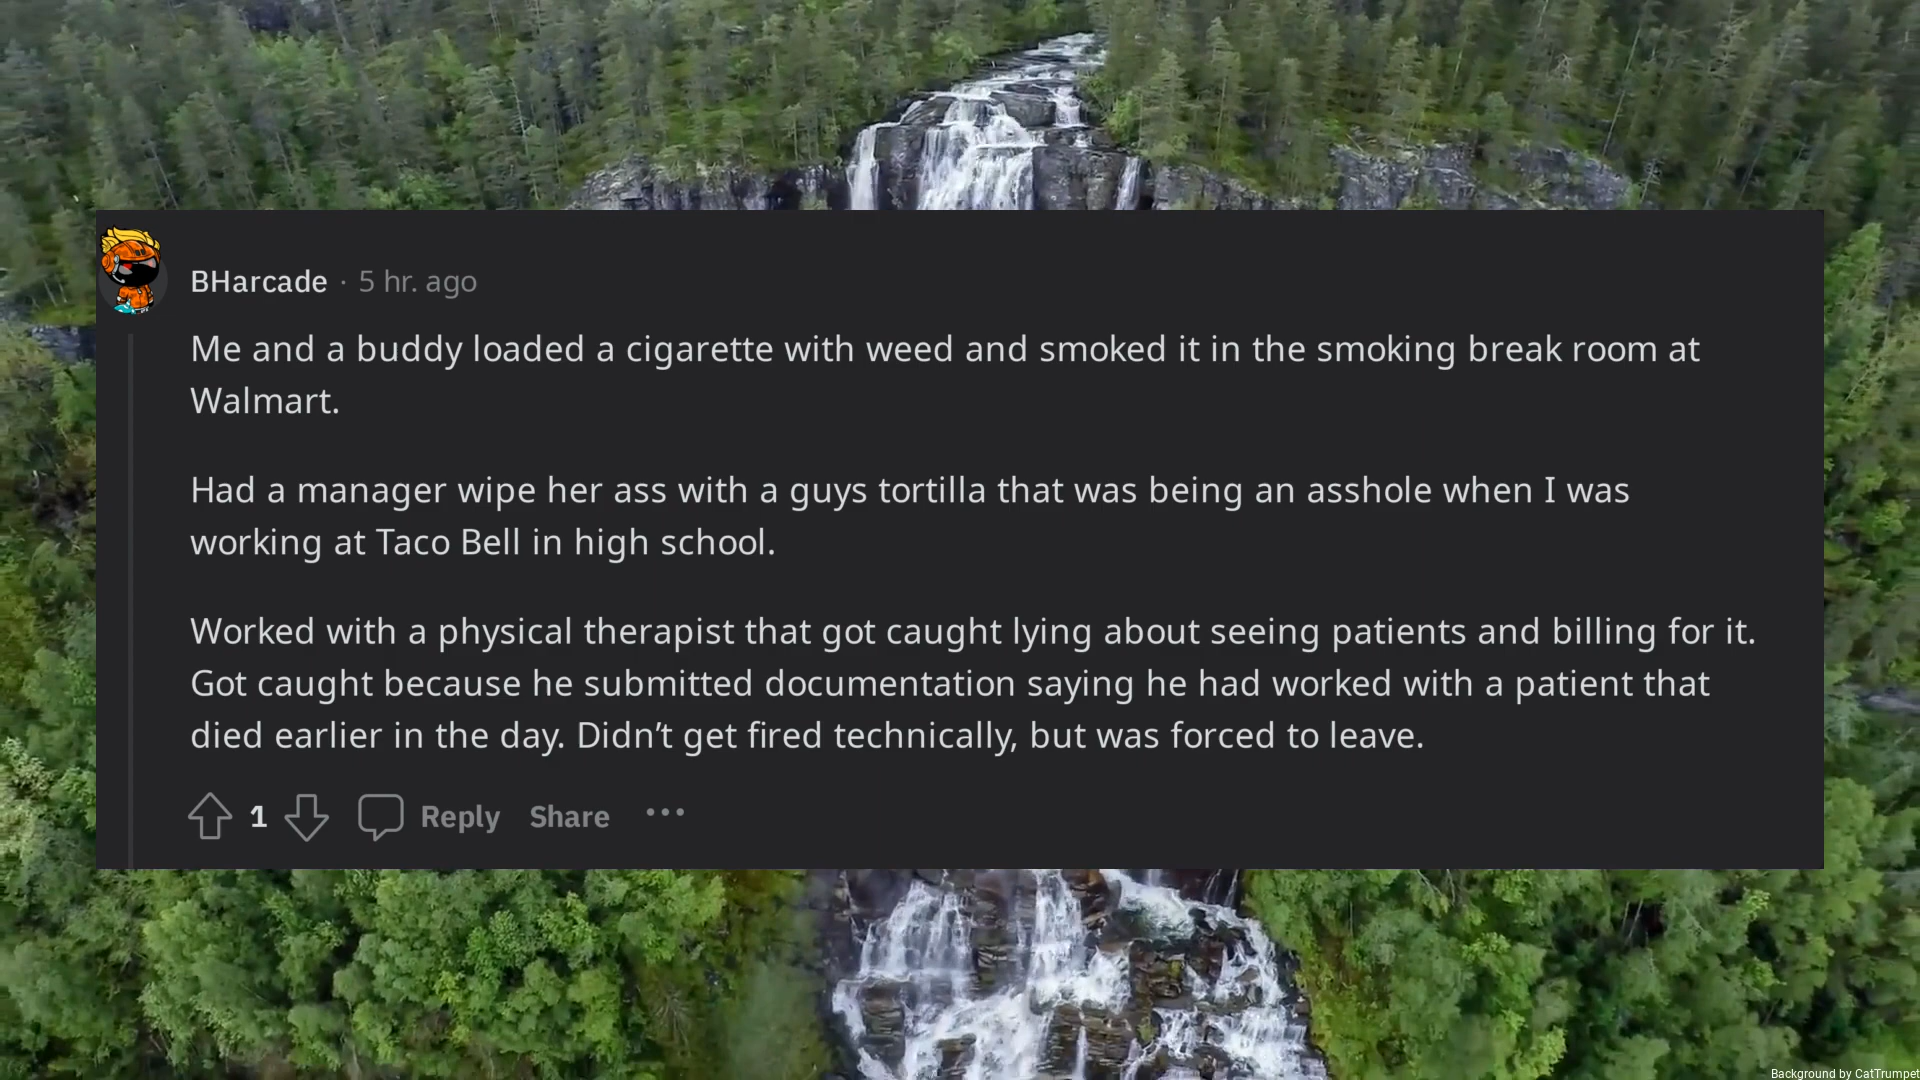 BHarcade · 5 hr. ago
Me and a buddy loaded a cigarette with weed and smoked it in the smoking break room at
Walmart.
Had a manager wipe her ass with a guys tortilla that was being an asshole when I was
working at Taco Bell in high school.
Worked with a physical therapist that got caught lying about seeing patients and billing for it.
Got caught because he submitted documentation saying he had worked with a patient that
died earlier in the day. Didn’t get fired technically, but was forced to leave.
1 Reply Share ···
Background by CatTrumpet